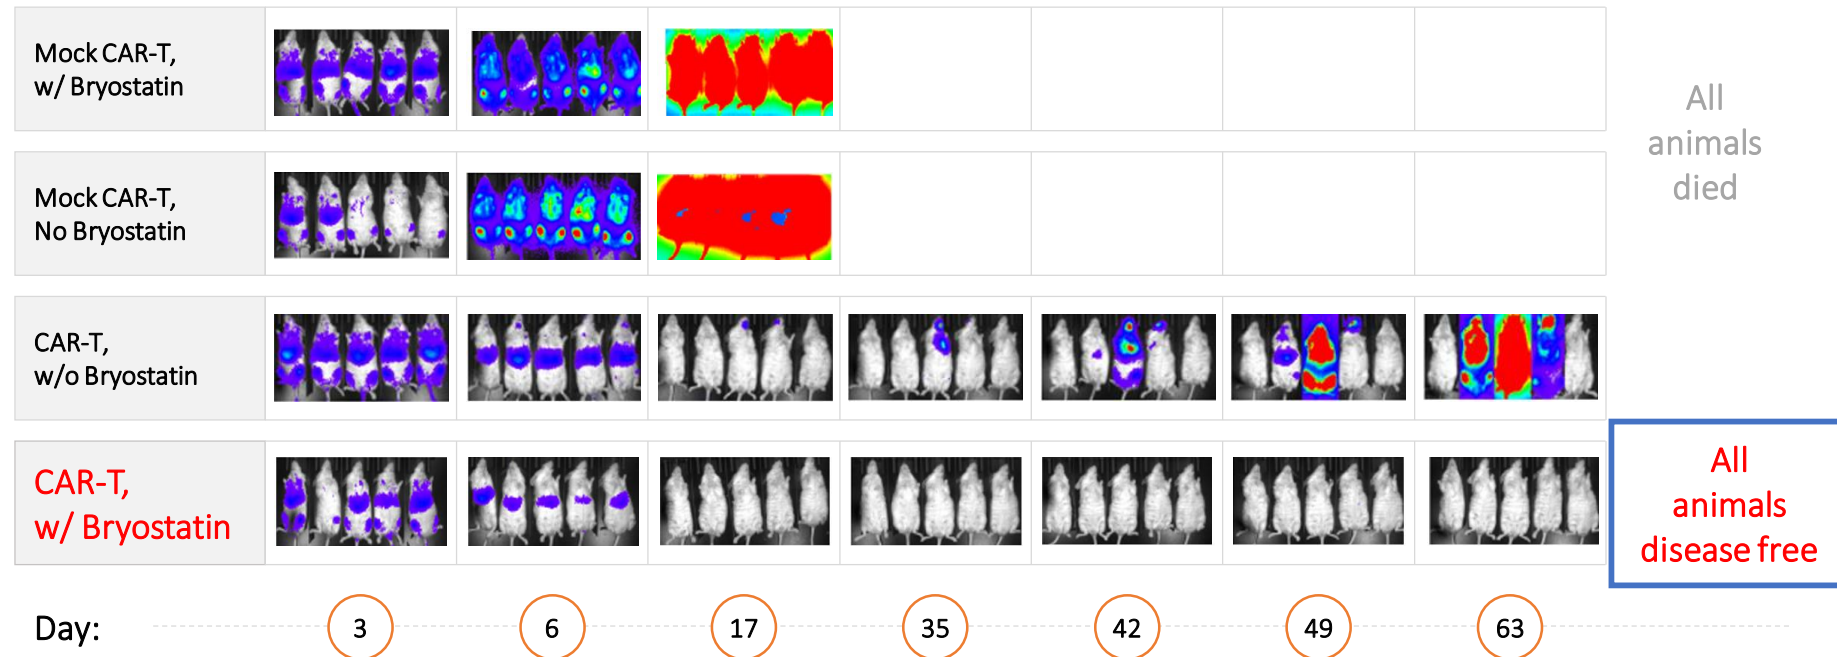 Mock CAR-T,
w/ Bryostatin
All
animals
died
Mock CAR-T,
No Bryostatin
CAR-T,
w/o Bryostatin
CAR-T,
w/ Bryostatin
All
animals
disease free
Day:
3
6
17
35
42
49
63